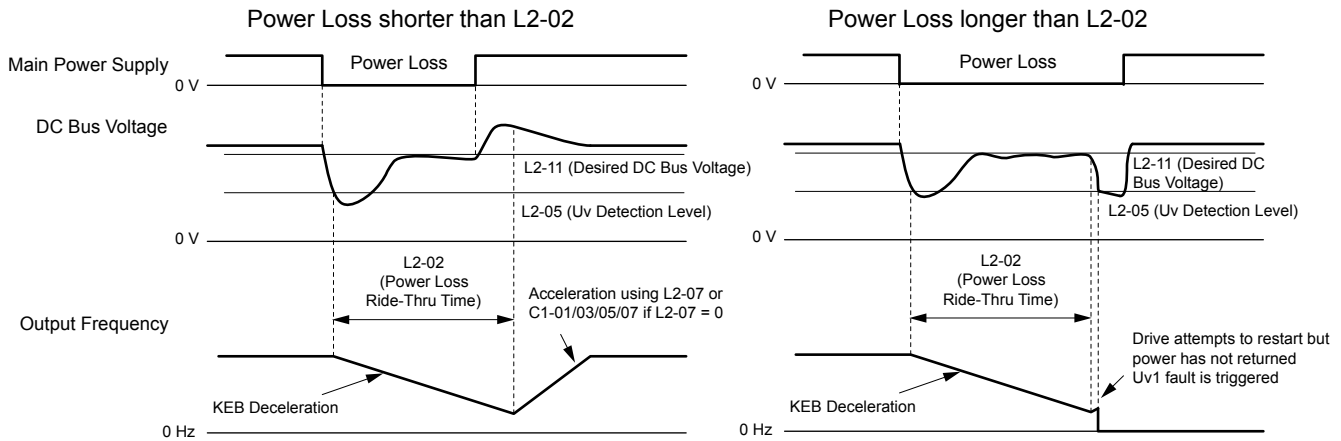 Power Loss shorter than L2-02
Main Power Supply
Power Loss
0 V
DC Bus Voltage
L2-11 (Desired DC Bus Voltage)
L2-05 (Uv Detection Level)
0 V
L2-02
(Power Loss
Ride-Thru Time)
Acceleration using L2-07 or
C1-01/03/05/07 if L2-07 = 0
Output Frequency
KEB Deceleration
0 Hz
Power Loss longer than L2-02
Power Loss
0 V
L2-11 (Desired DC
Bus Voltage)
L2-05 (Uv Detection Level)
0 V
L2-02
(Power Loss
Ride-Thru Time)
Drive attempts to restart but
power has not returned
Uv1 fault is triggered
KEB Deceleration
0 Hz